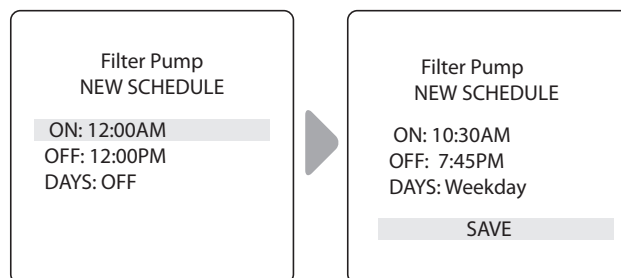 Filter Pump
NEW SCHEDULE
ON: 12:00AM
OFF: 12:00PM
DAYS: OFF
Filter Pump
NEW SCHEDULE
ON: 10:30AM
OFF: 7:45PM
DAYS: Weekday
SAVE